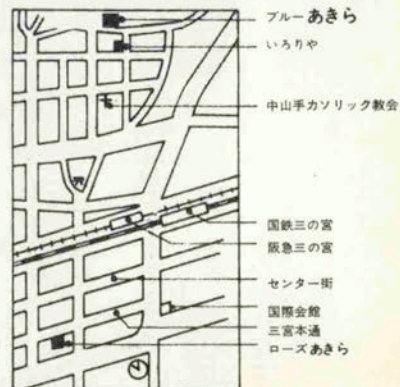 ブルーあきら
いろりや
中山手カソリック教会
国鉄三の宮
阪急三の宮
センター街
国際会館
三宮本通
ローズあきら